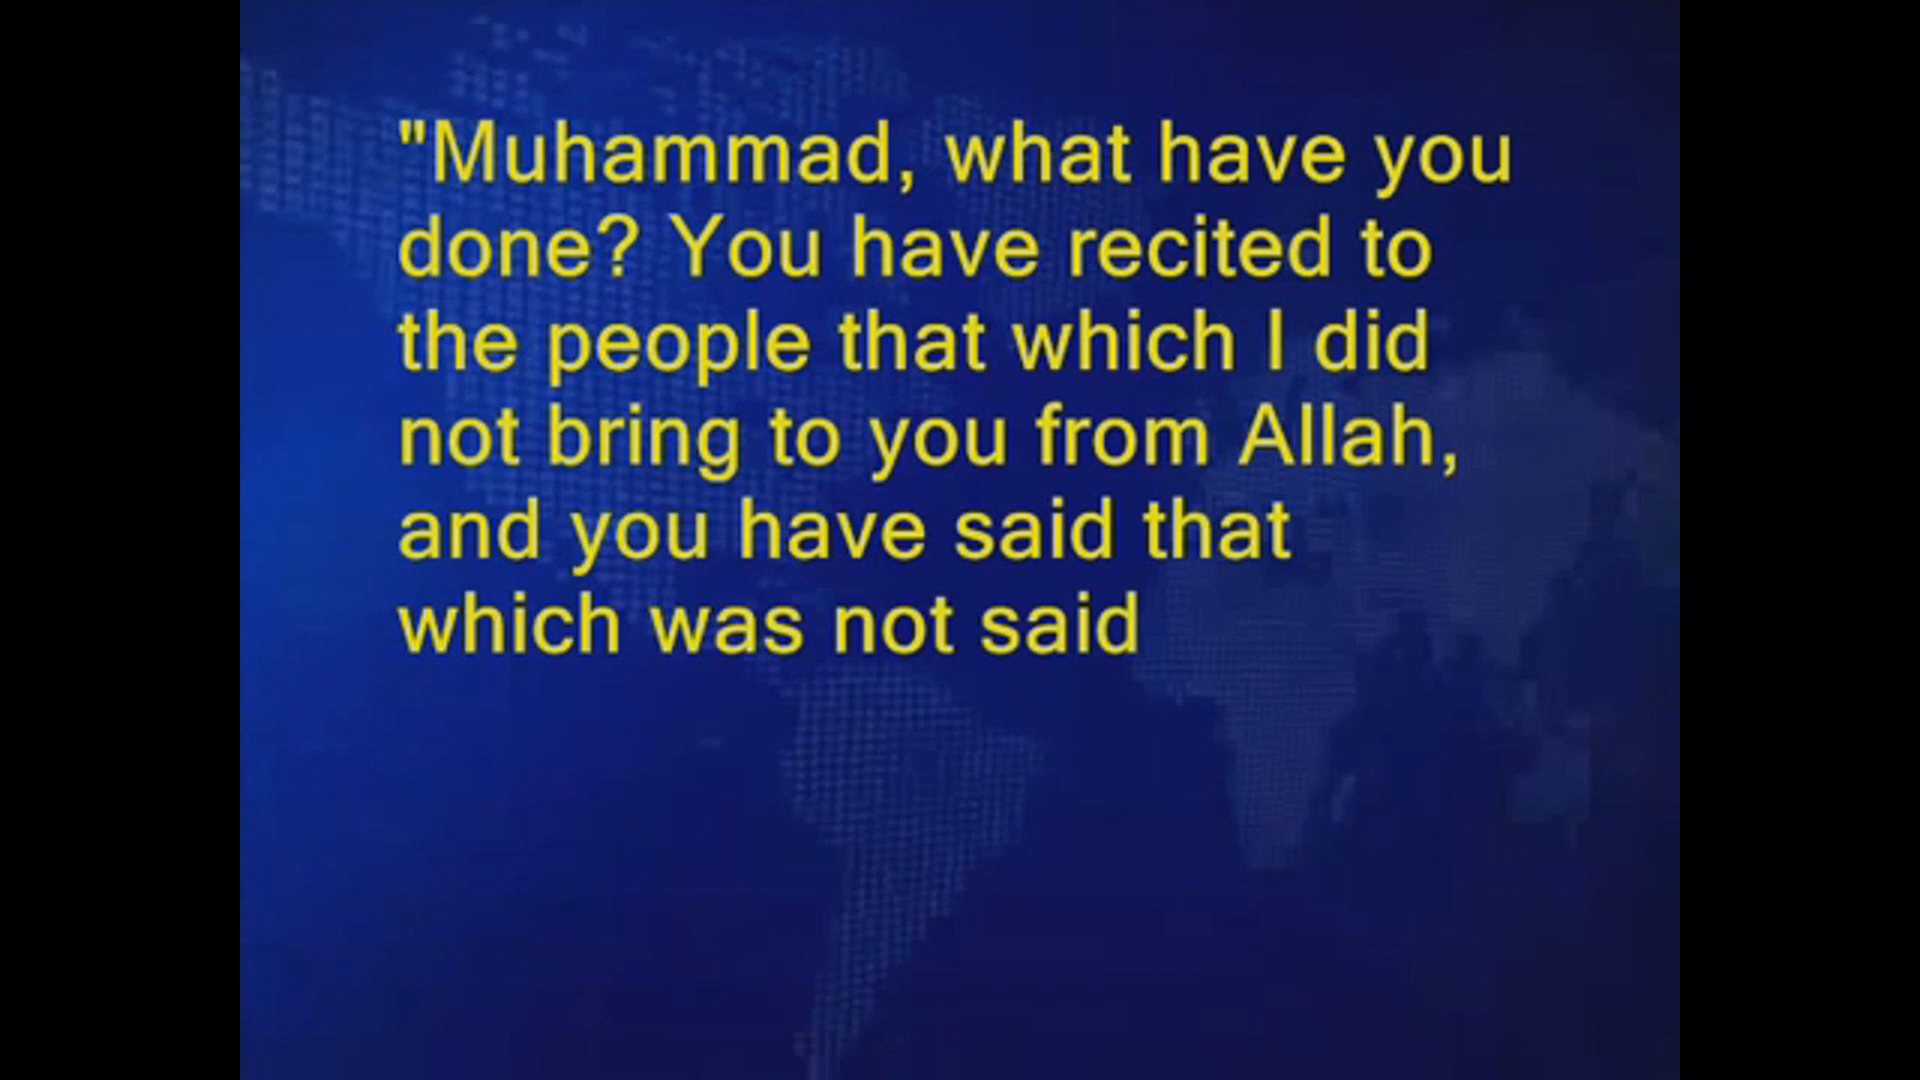 "Muhammad, what have you
done? You have recited to
the people that which I did
not bring to you from Allah,
and you have said that
which was not said